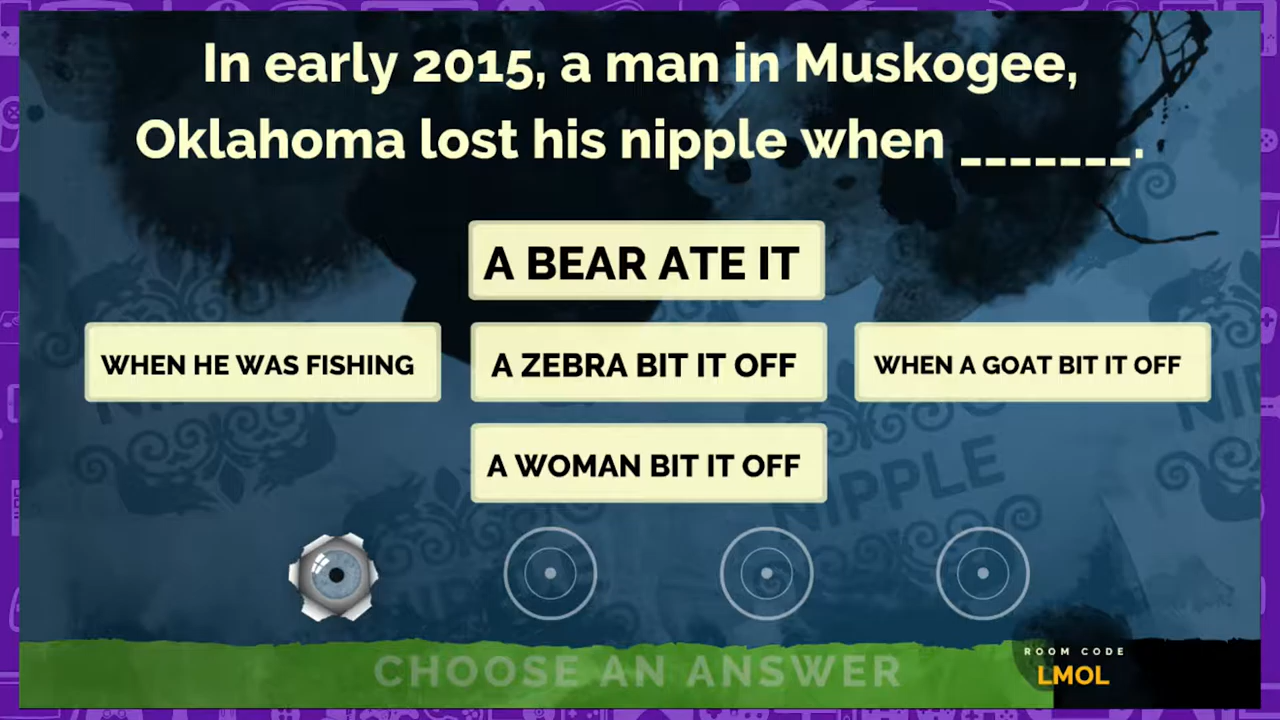 In early 2015, a man in Muskogee,
Oklahoma lost his nipple when _______.
A BEAR ATE IT
WHEN HE WAS FISHING
A ZEBRA BIT IT OFF
WHEN A GOAT BIT IT OFF
A WOMAN BIT IT OFF
NIPPLE
CHOOSE AN ANSWER
ROOM CODE
LMOL